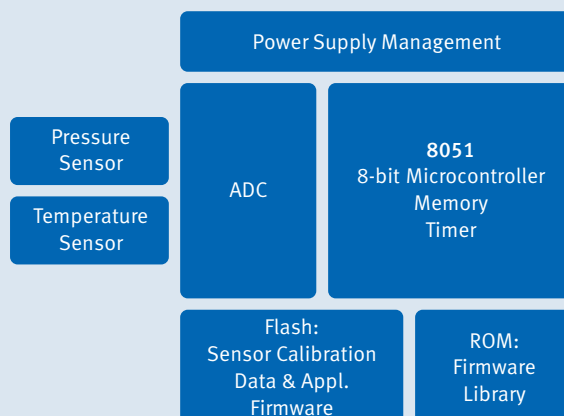 Power Supply Management
Pressure
Sensor
Temperature
Sensor
ADC
8051
8-bit Microcontroller
Memory
Timer
Flash:
Sensor Calibration
Data & Appl.
Firmware
ROM:
Firmware
Library